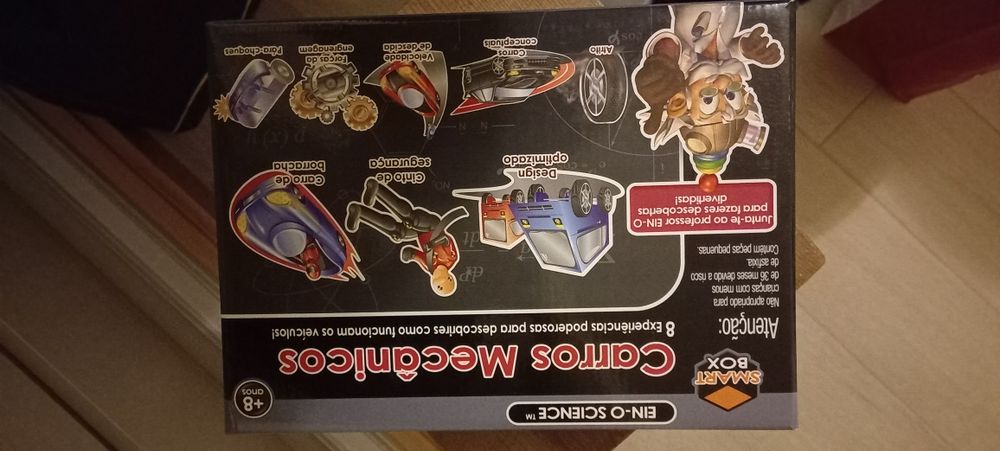 EIN-O SCIENCE™
SMART
BOX
Carros Mecânicos
+8
anos
8 Experiências poderosas para descobrires como funcionam os veículos!
Atenção:
Não apropriado para
crianças com menos
de 36 meses devido a risco
de asfixia.
Contém peças pequenas.
Junta-te ao professor EIN-O
para fazeres descobertas
divertidas!
Design
optimizado
Cinto de
segurança
Carro de
borracha
Atrito
Carros
conceptuais
Velocidade
de descida
Forças da
engrenagem
Pára-choques